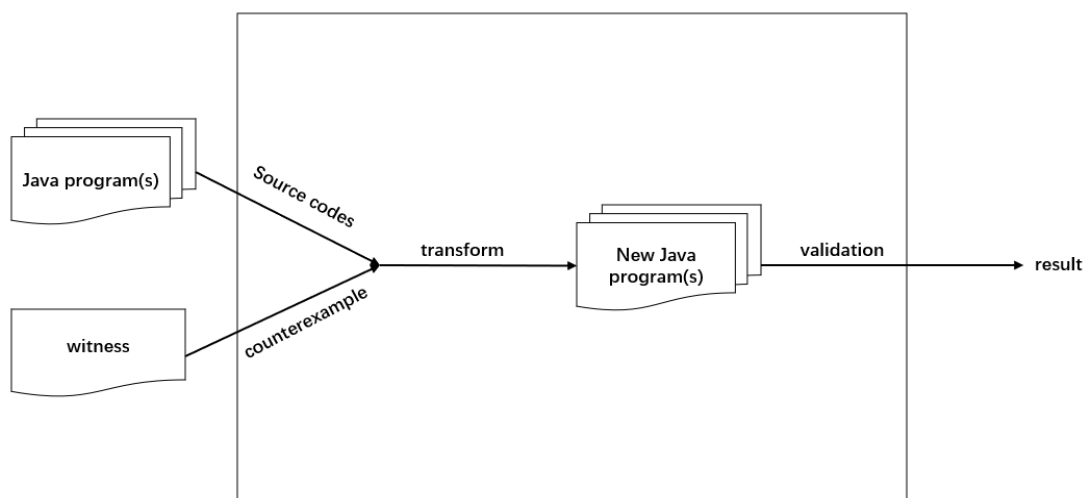 Java program(s)
Source codes
transform
New Java
program(s)
validation
result
witness
counterexample